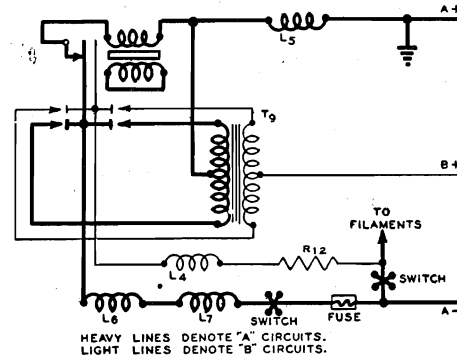 A+
L5
T9
B+
TO
FILAMENTS
R12
L4
SWITCH
A-
L6
L7
SWITCH
FUSE
HEAVY LINES DENOTE "A" CIRCUITS.
LIGHT LINES DENOTE "B" CIRCUITS.